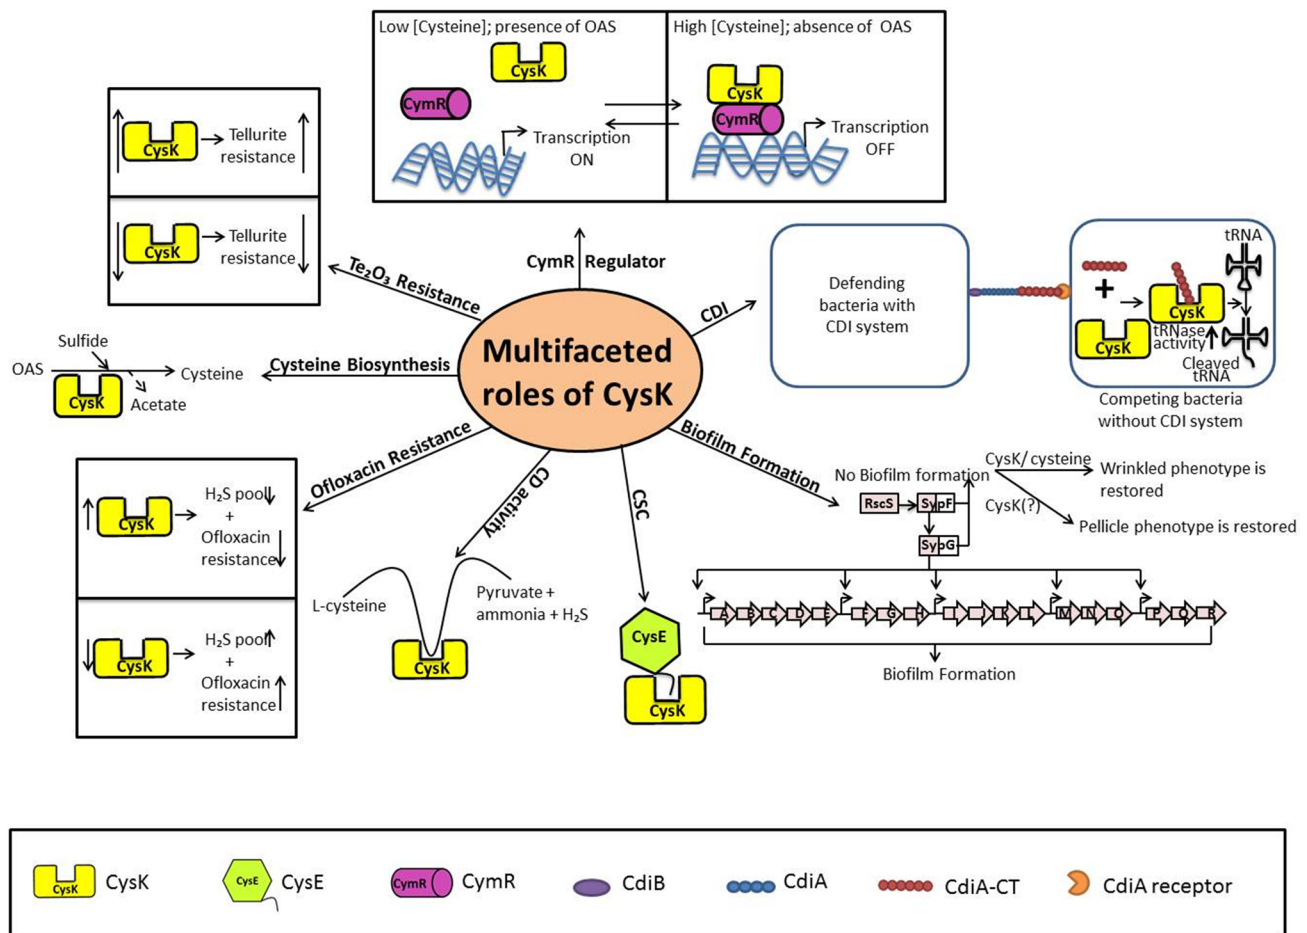 Low [Cysteine]; presence of OAS
CysK
CymR
Transcription
ON
High [Cysteine]; absence of OAS
CysK
CymR
Transcription
OFF
CysK
Tellurite
resistance
CysK
Tellurite
resistance
Te₂O₃ Resistance
CymR Regulator
CDI
Defending
bacteria with
CDI system
tRNA
+
CysK
CysK
tRNase
activity
Cleaved
tRNA
Competing bacteria
without CDI system
Multifaceted
roles of CysK
Cysteine Biosynthesis
Sulfide
OAS
Cysteine
CysK
Acetate
Ofloxacin Resistance
CysK
H₂S pool
+
Ofloxacin
resistance
CysK
H₂S pool
+
Ofloxacin
resistance
CD activity
L-cysteine
Pyruvate +
ammonia + H₂S
CysK
CSC
CysE
CysK
Biofilm Formation
No Biofilm formation
CysK/cysteine
Wrinkled phenotype is
restored
CysK(?)
Pellicle phenotype is restored
RscS
SypF
SypG
A B C D E F G H I J K L M N O P Q R
Biofilm Formation
CysK
CysK
CysE
CysE
CymR
CymR
CdiB
CdiA
CdiA-CT
CdiA receptor